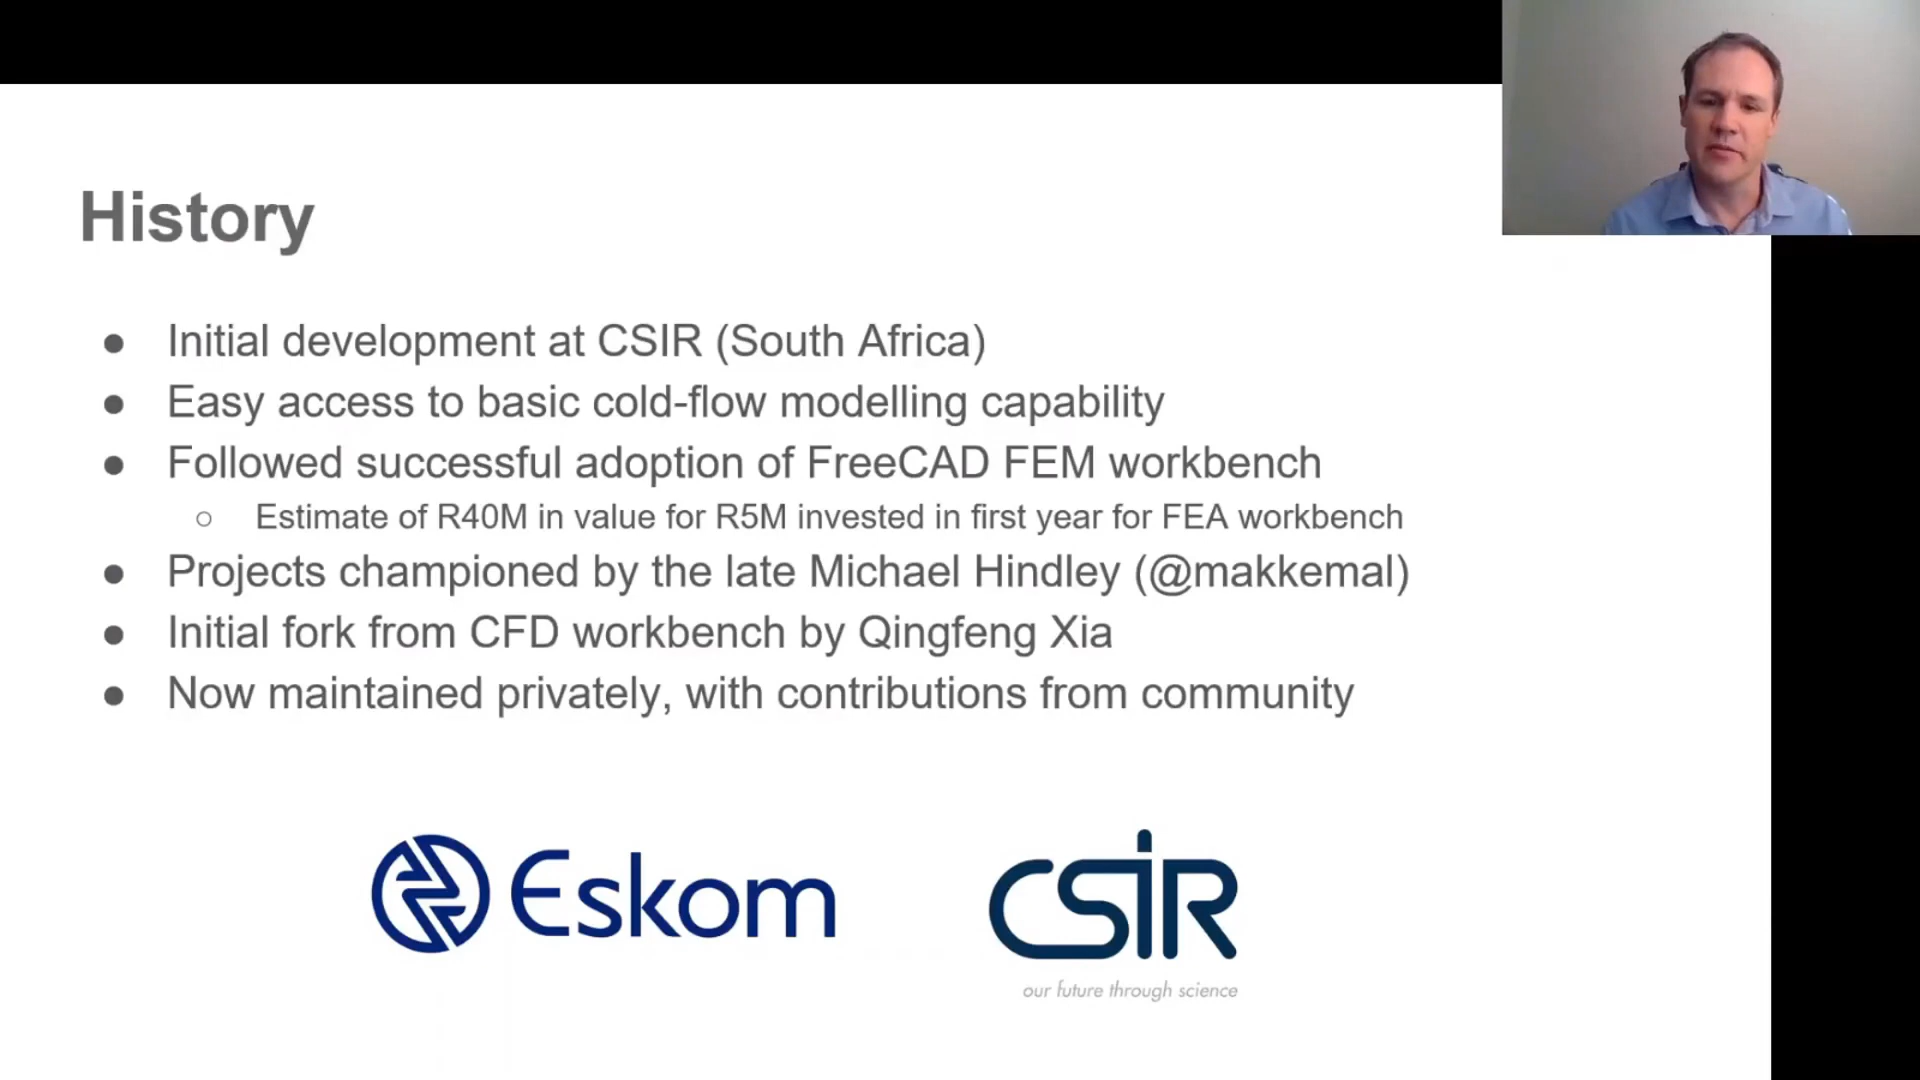 History
● Initial development at CSIR (South Africa)
● Easy access to basic cold-flow modelling capability
● Followed successful adoption of FreeCAD FEM workbench
○ Estimate of R40M in value for R5M invested in first year for FEA workbench
● Projects championed by the late Michael Hindley (@makkemal)
● Initial fork from CFD workbench by Qingfeng Xia
● Now maintained privately, with contributions from community
Eskom
CSIR
our future through science